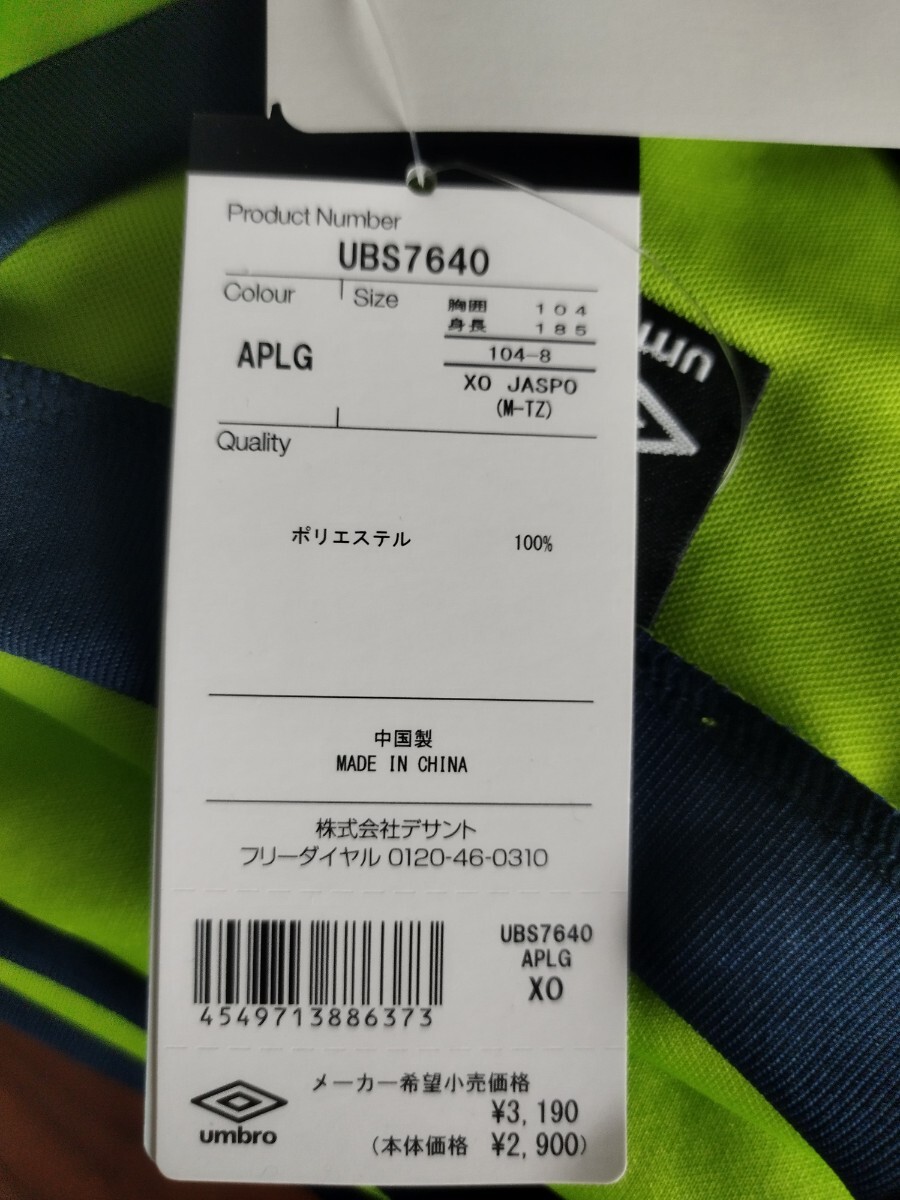 Product Number
UBS7640
Colour Size 胸囲 104
身長 185
APLG 104-8
XO JASPO
(M-TZ)
Quality
ポリエステル 100%
中国製
MADE IN CHINA
株式会社デサント
フリーダイヤル 0120-46-0310
UBS7640
APLG
XO
4549713886373
メーカー希望小売価格
¥3,190
(本体価格 ¥2,900)
umbro
um